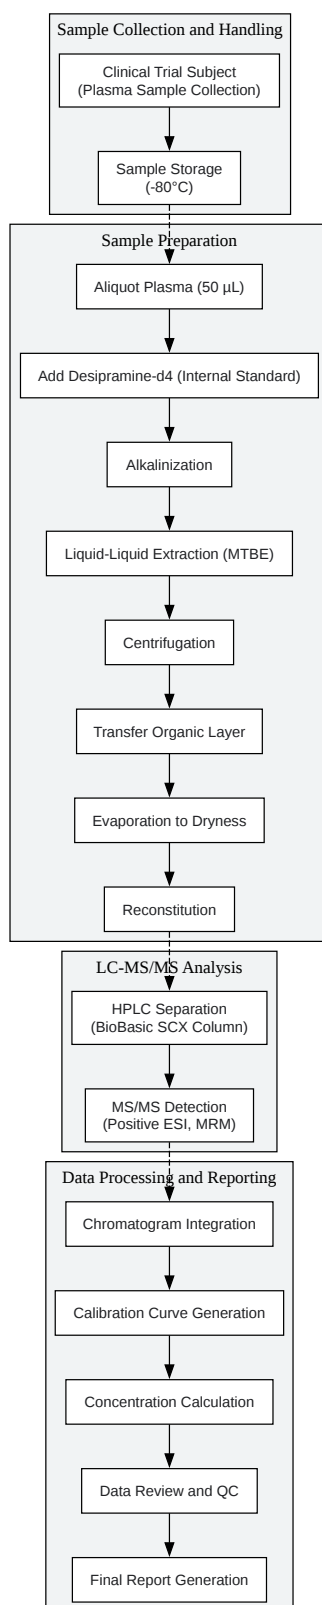 Sample Collection and Handling
Clinical Trial Subject
(Plasma Sample Collection)
Sample Storage
(-80°C)
Sample Preparation
Aliquot Plasma (50 µL)
Add Desipramine-d4 (Internal Standard)
Alkalinization
Liquid-Liquid Extraction (MTBE)
Centrifugation
Transfer Organic Layer
Evaporation to Dryness
Reconstitution
LC-MS/MS Analysis
HPLC Separation
(BioBasic SCX Column)
MS/MS Detection
(Positive ESI, MRM)
Data Processing and Reporting
Chromatogram Integration
Calibration Curve Generation
Concentration Calculation
Data Review and QC
Final Report Generation